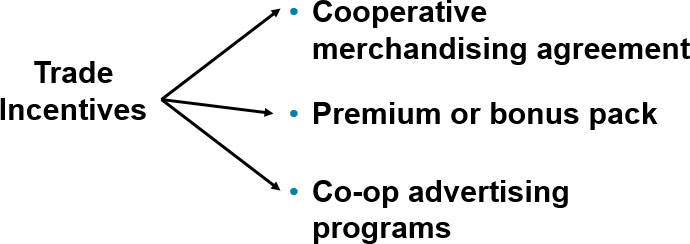 Trade
Incentives
• Cooperative
merchandising agreement
• Premium or bonus pack
• Co-op advertising
programs